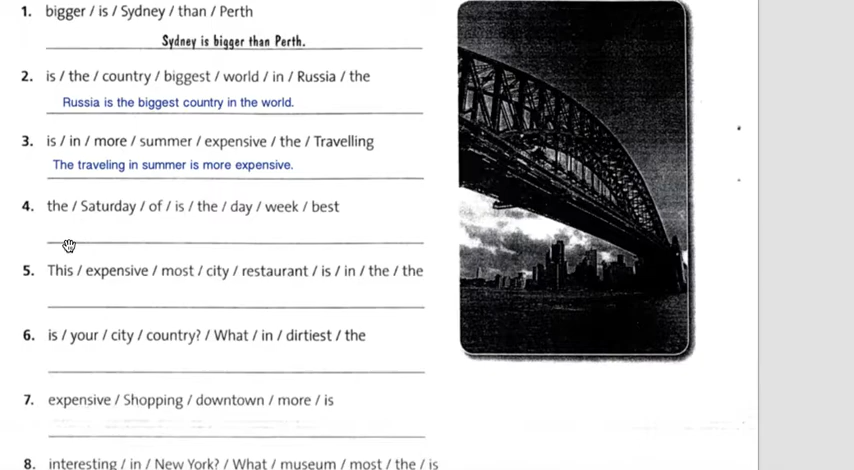 1. bigger / is / Sydney / than / Perth
Sydney is bigger than Perth.
2. is / the / country / biggest / world / in / Russia / the
Russia is the biggest country in the world.
3. is / in / more / summer / expensive / the / Travelling
The traveling in summer is more expensive.
4. the / Saturday / of / is / the / day / week / best
5. This / expensive / most / city / restaurant / is / in / the / the
6. is / your / city / country? / What / in / dirtiest / the
7. expensive / Shopping / downtown / more / is
8. interesting / in / New York? / What / museum / most / the / is